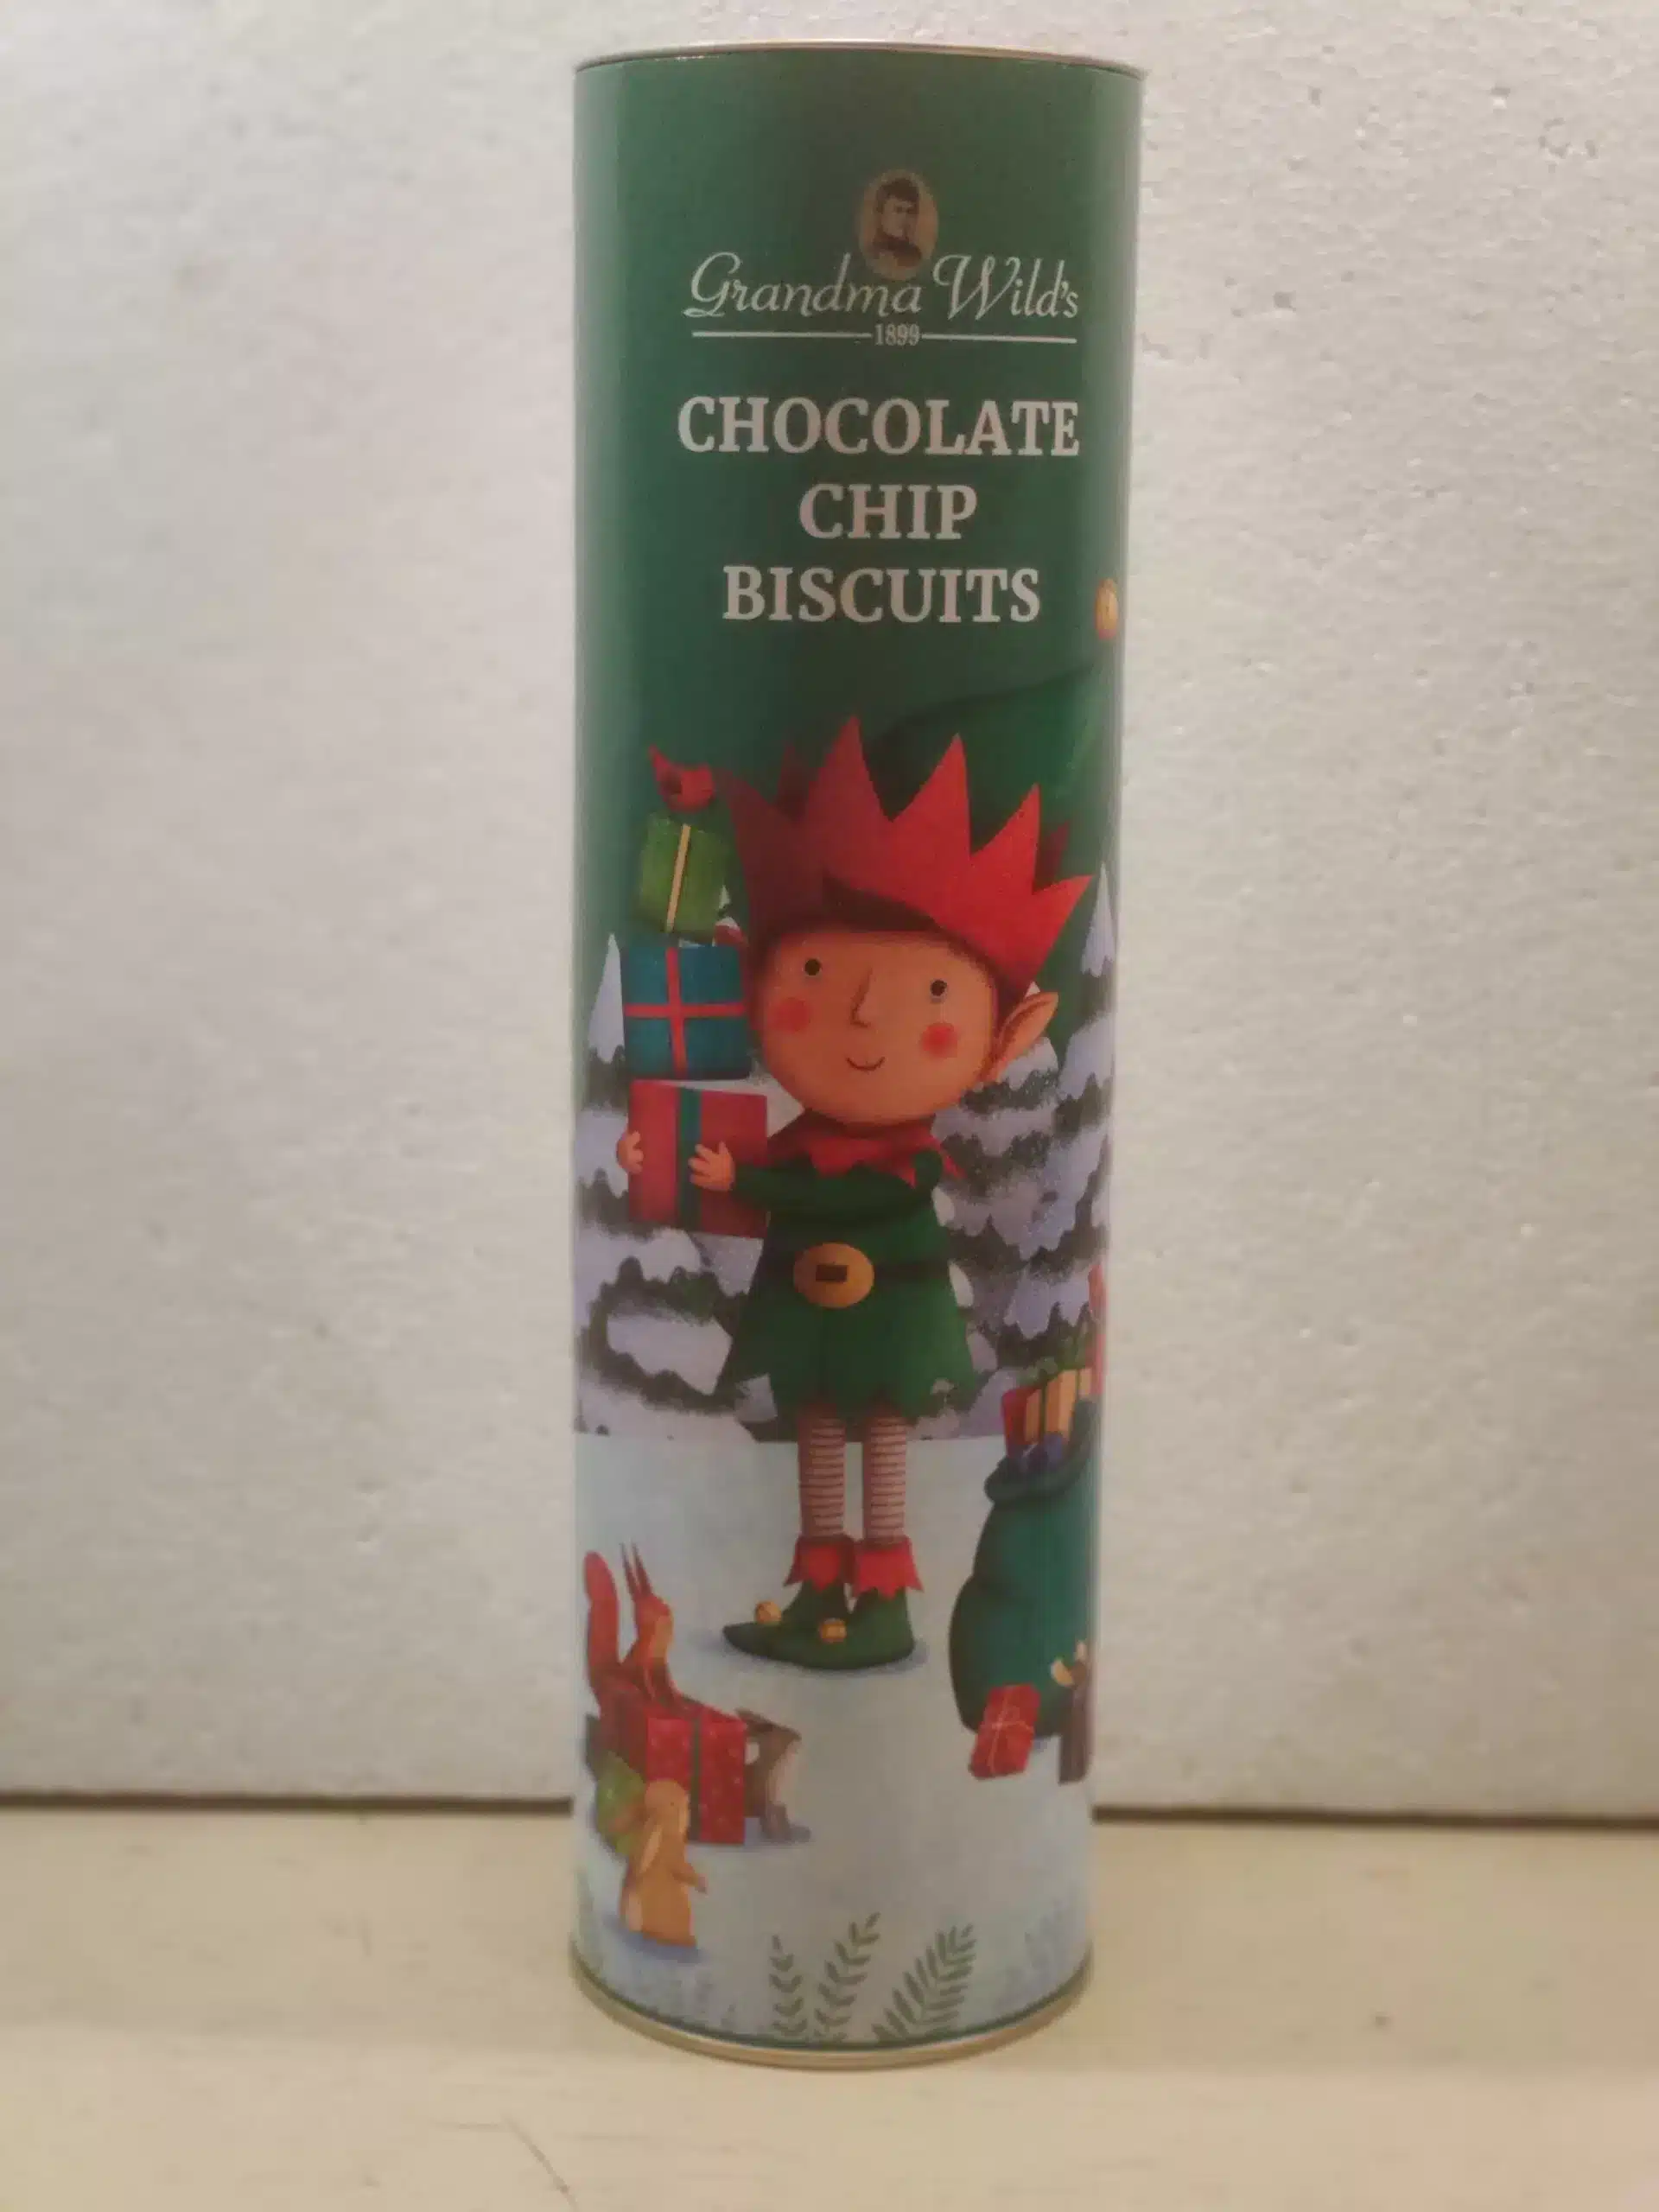 Grandma Wild's
1899
CHOCOLATE
CHIP
BISCUITS